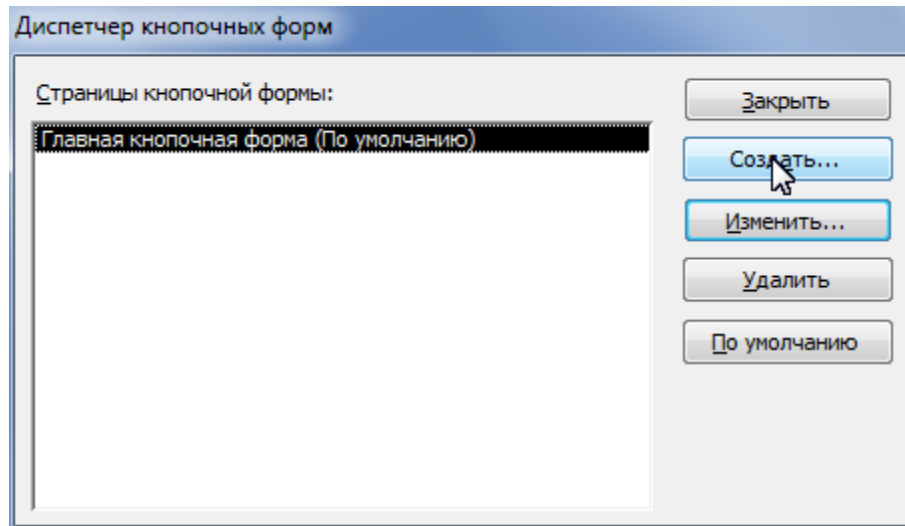 Диспетчер кнопочных форм
Страницы кнопочной формы:
Главная кнопочная форма (По умолчанию)
Закрыть
Создать...
Изменить...
Удалить
По умолчанию